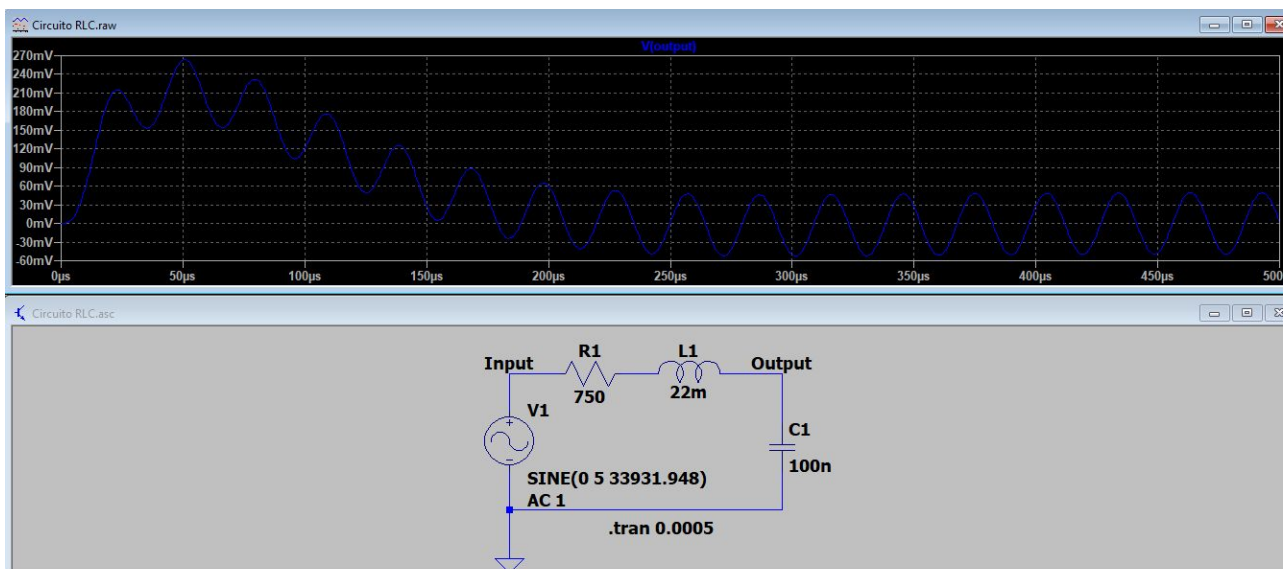 Circuito RLC.raw
V(output)
270mV
240mV
210mV
180mV
150mV
120mV
90mV
60mV
30mV
0mV
-30mV
-60mV
0µs 50µs 100µs 150µs 200µs 250µs 300µs 350µs 400µs 450µs 500
Circuito RLC.asc
Input R1 L1 Output
750 22m
V1
C1
100n
SINE(0 5 33931.948)
AC 1
.tran 0.0005